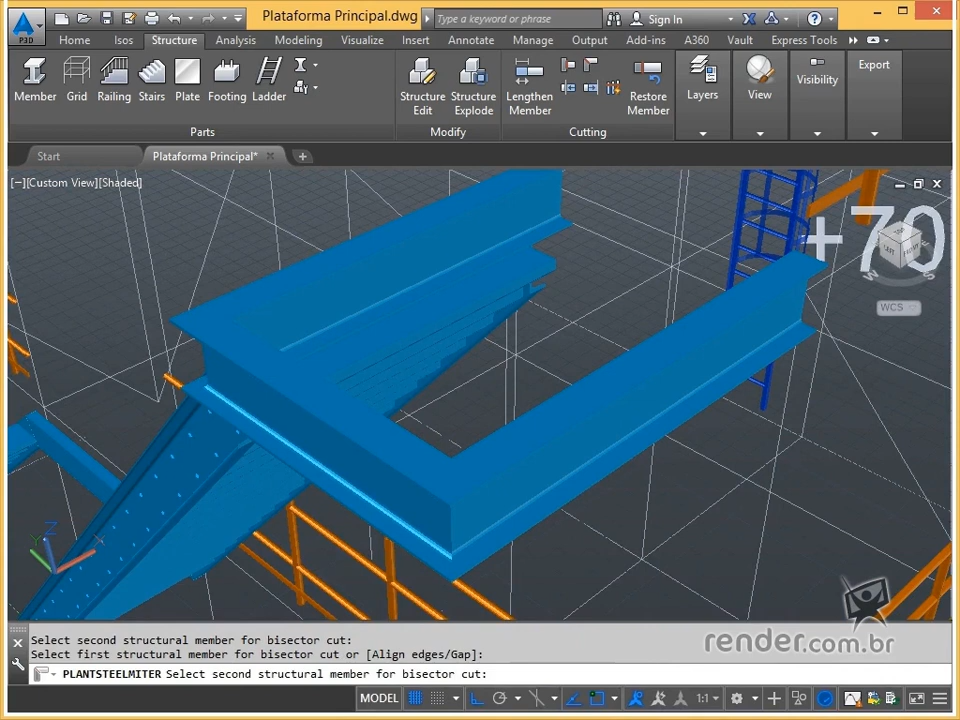 Plataforma Principal.dwg
Type a keyword or phrase
Sign In
P3D
Home Isos Structure Analysis Modeling Visualize Insert Annotate Manage Output Add-ins A360 Vault Express Tools
Member Grid Railing Stairs Plate Footing Ladder
Structure Edit
Structure Explode
Lengthen Member
Restore Member
Layers
View
Visibility
Export
Parts Modify Cutting
Start Plataforma Principal*
[−][Custom View][Shaded]
+70
TOP
LEFT
FRONT
W S
WCS
Z
Y X
render.com.br
Select second structural member for bisector cut:
Select first structural member for bisector cut or [Align edges/Gap]:
PLANTSTEELMITER Select second structural member for bisector cut:
MODEL 1:1